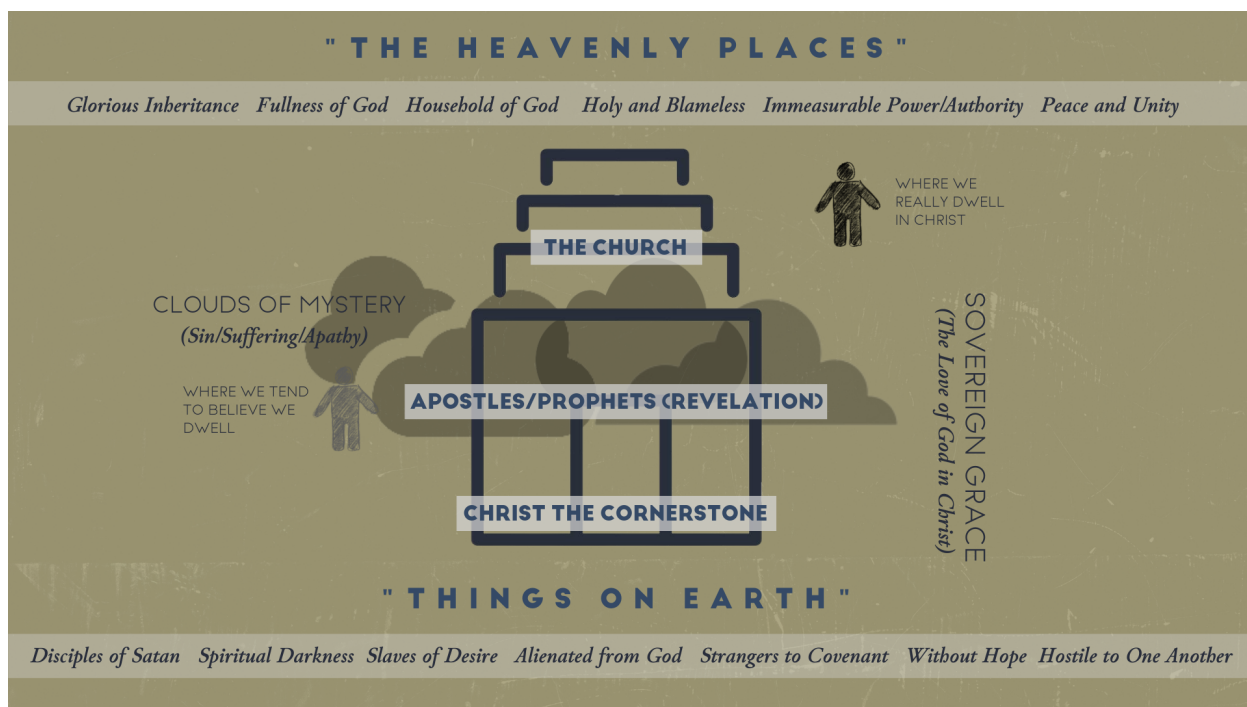 "THE HEAVENLY PLACES"
Glorious Inheritance Fullness of God Household of God Holy and Blameless Immeasurable Power/Authority Peace and Unity
WHERE WE
REALLY DWELL
IN CHRIST
THE CHURCH
CLOUDS OF MYSTERY
(Sin/Suffering/Apathy)
WHERE WE TEND
TO BELIEVE WE
DWELL
APOSTLES/PROPHETS (REVELATION)
SOVEREIGN GRACE
(The Love of God in Christ)
CHRIST THE CORNERSTONE
"THINGS ON EARTH"
Disciples of Satan Spiritual Darkness Slaves of Desire Alienated from God Strangers to Covenant Without Hope Hostile to One Another